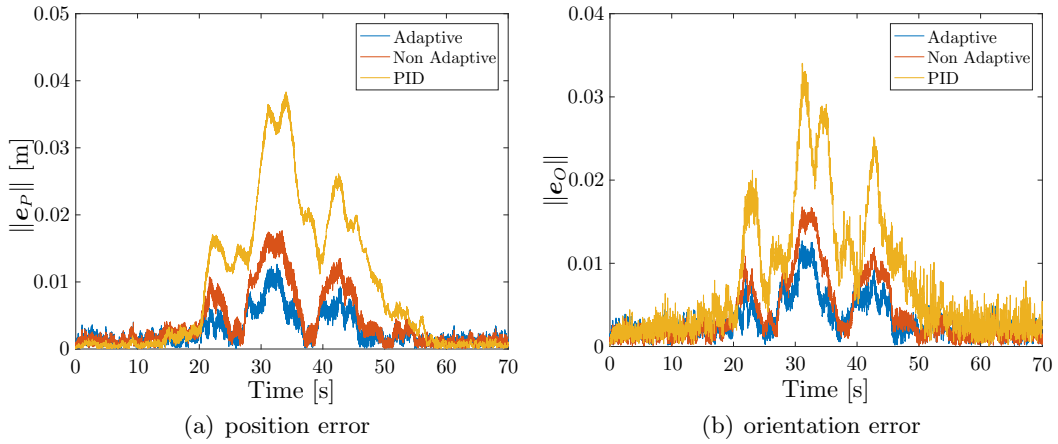 0.05
0.04
0.03
0.02
0.01
0
‖e_P‖ [m]
Adaptive
Non Adaptive
PID
0 10 20 30 40 50 60 70
Time [s]
(a) position error
0.04
0.03
0.02
0.01
0
‖e_O‖
Adaptive
Non Adaptive
PID
0 10 20 30 40 50 60 70
Time [s]
(b) orientation error